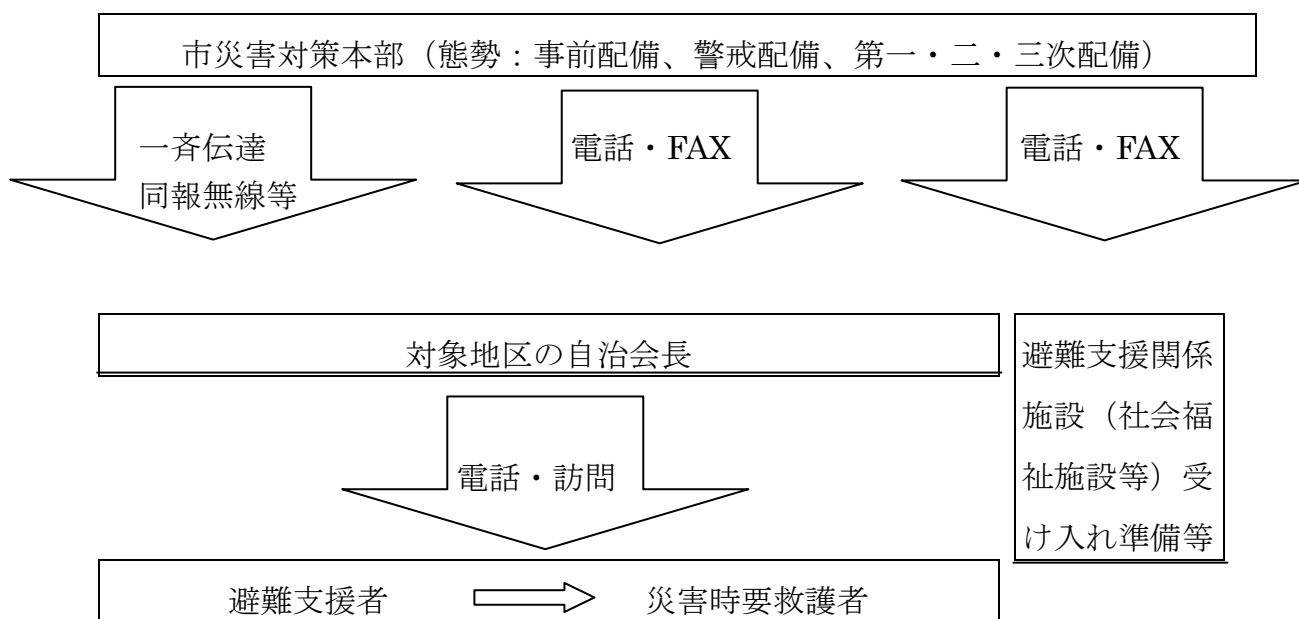 市災害対策本部（態勢：事前配備、警戒配備、第一・二・三次配備）
一斉伝達
同報無線等
電話・FAX
電話・FAX
対象地区の自治会長
避難支援関係
施設（社会福
祉施設等）受
け入れ準備等
電話・訪問
避難支援者
災害時要救護者